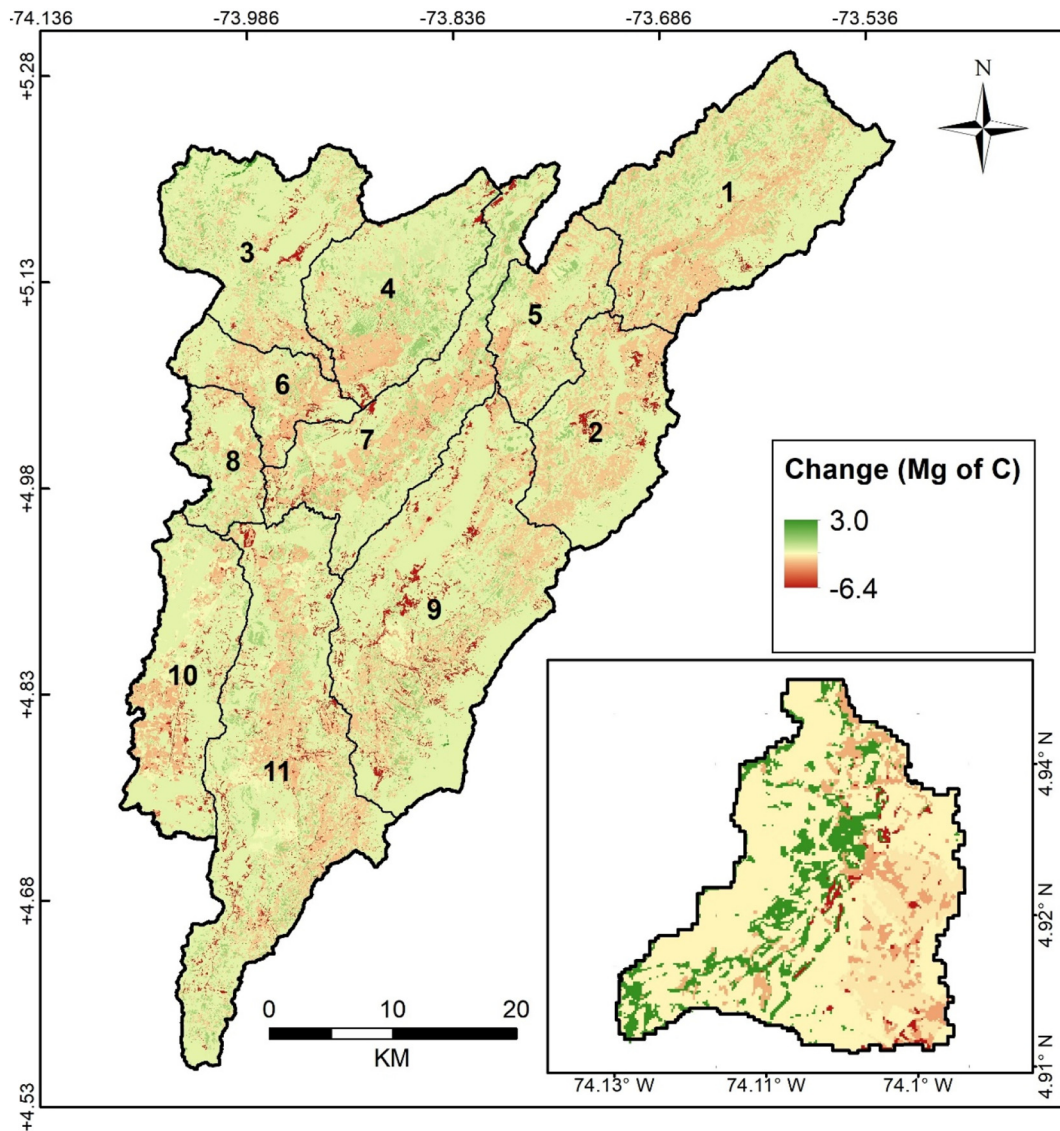 -74.136 -73.986 -73.836 -73.686 -73.536
+5.28
N
1
3
+5.13
4
5
6
2
7
8
+4.98
Change (Mg of C)
3.0
-6.4
9
10
+4.83
11
4.94° N
+4.68
4.92° N
0 10 20
KM
4.91° N
74.13° W 74.11° W 74.1° W
+4.53